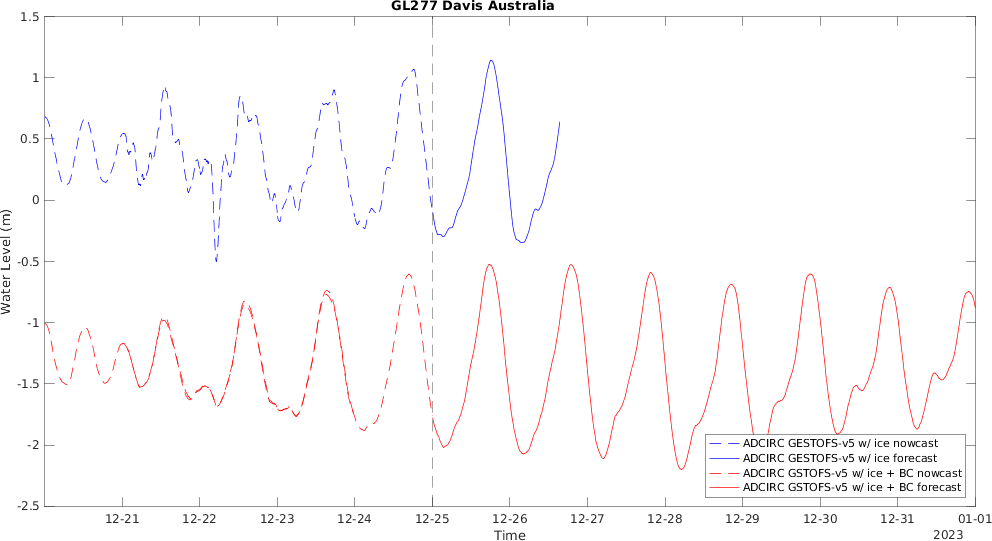 GL277 Davis Australia
1.5
1
0.5
0
-0.5
-1
-1.5
-2
-2.5
Water Level (m)
ADCIRC GESTOFS-v5 w/ ice nowcast
ADCIRC GESTOFS-v5 w/ ice forecast
ADCIRC GSTOFS-v5 w/ ice + BC nowcast
ADCIRC GSTOFS-v5 w/ ice + BC forecast
12-21 12-22 12-23 12-24 12-25 12-26 12-27 12-28 12-29 12-30 12-31 01-01
Time
2023